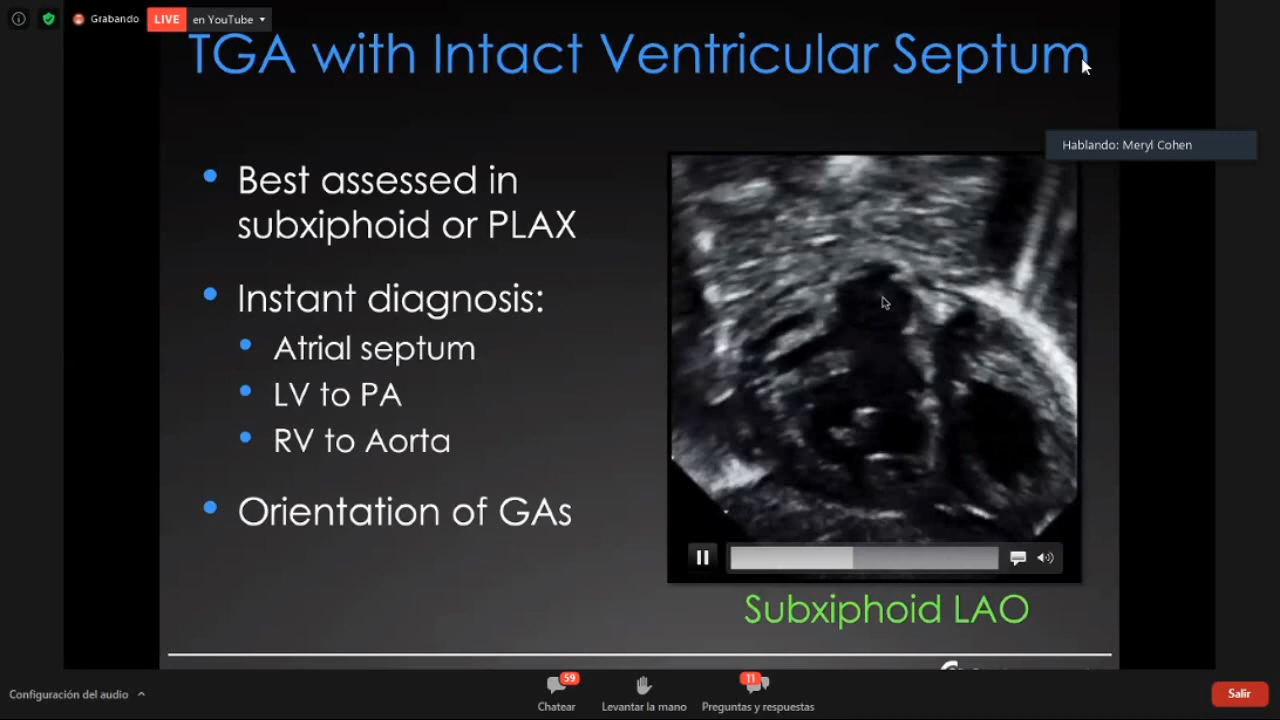 Grabando
LIVE
en YouTube
TGA with Intact Ventricular Septum
Hablando: Meryl Cohen
Best assessed in
subxiphoid or PLAX
Instant diagnosis:
Atrial septum
LV to PA
RV to Aorta
Orientation of GAs
Subxiphoid LAO
Configuración del audio
59
Chatear
Levantar la mano
11
Preguntas y respuestas
Salir